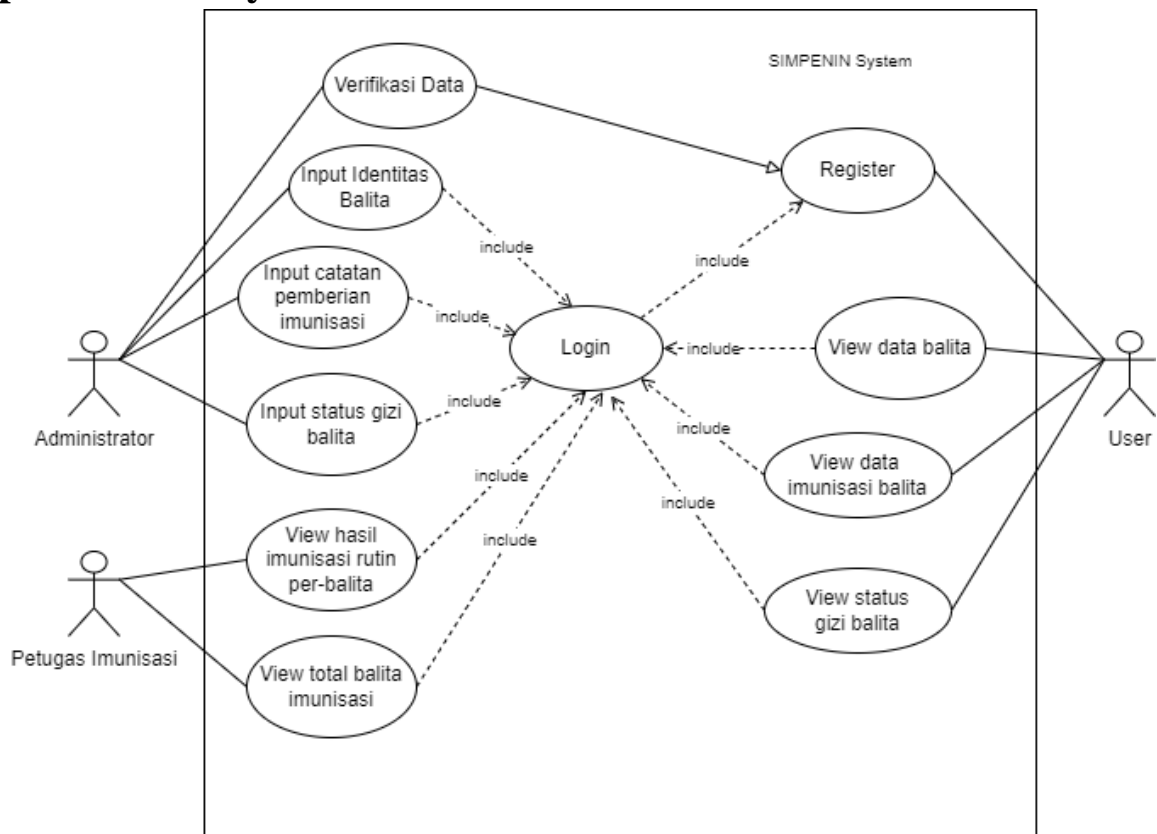 SIMPENIN System
Verifikasi Data
Register
Input Identitas
Balita
include
include
Input catatan
pemberian
imunisasi
include
Login
include
View data balita
Administrator
User
Input status gizi
balita
include
include
View data
imunisasi balita
View hasil
imunisasi rutin
per-balita
include
include
include
Petugas Imunisasi
View status
gizi balita
View total balita
imunisasi